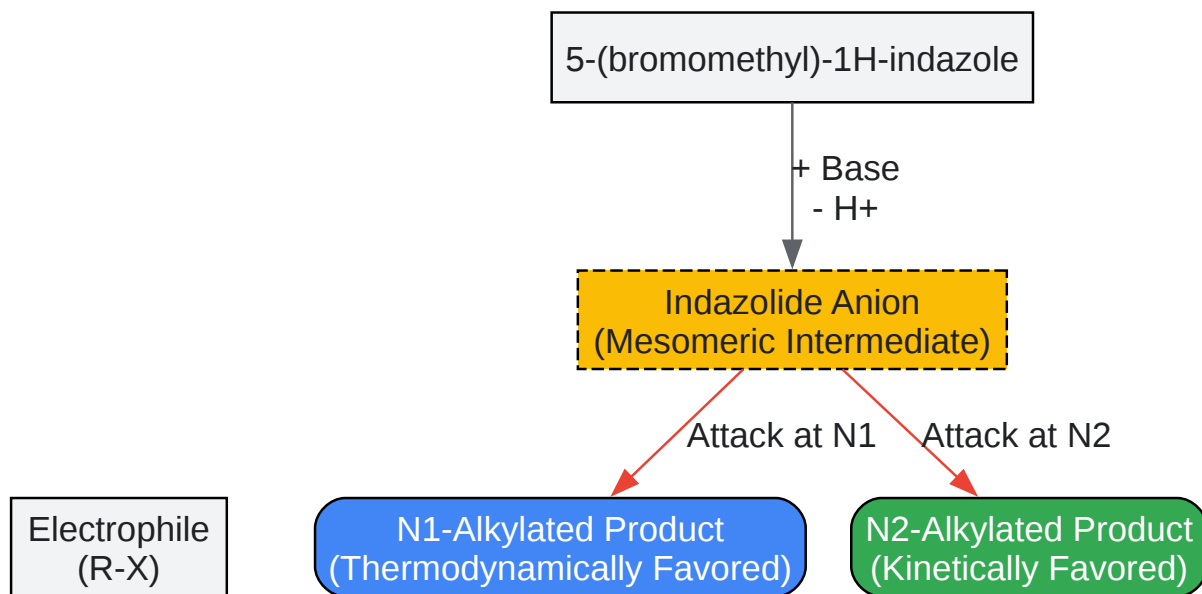 5-(bromomethyl)-1H-indazole
+ Base
- H+
Indazolide Anion
(Mesomeric Intermediate)
Attack at N1
Attack at N2
Electrophile
(R-X)
N1-Alkylated Product
(Thermodynamically Favored)
N2-Alkylated Product
(Kinetically Favored)